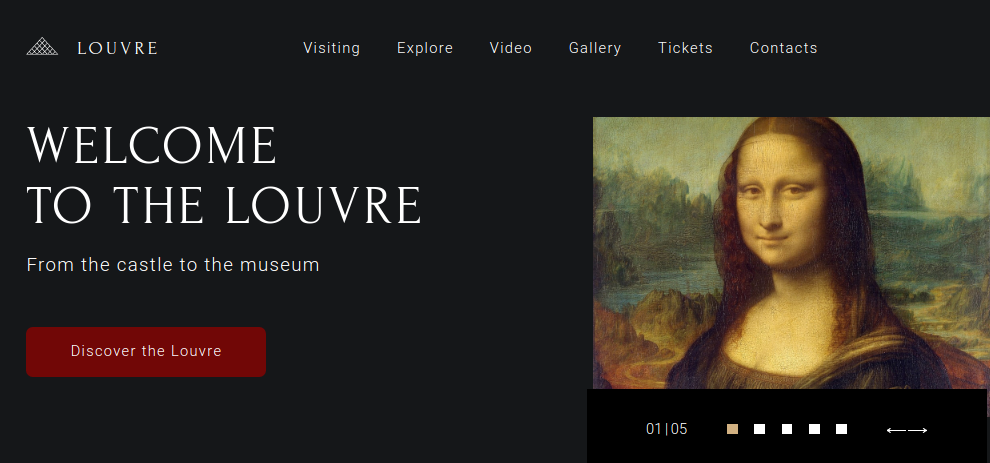 LOUVRE
Visiting Explore Video Gallery Tickets Contacts
WELCOME
TO THE LOUVRE
From the castle to the museum
Discover the Louvre
01|05